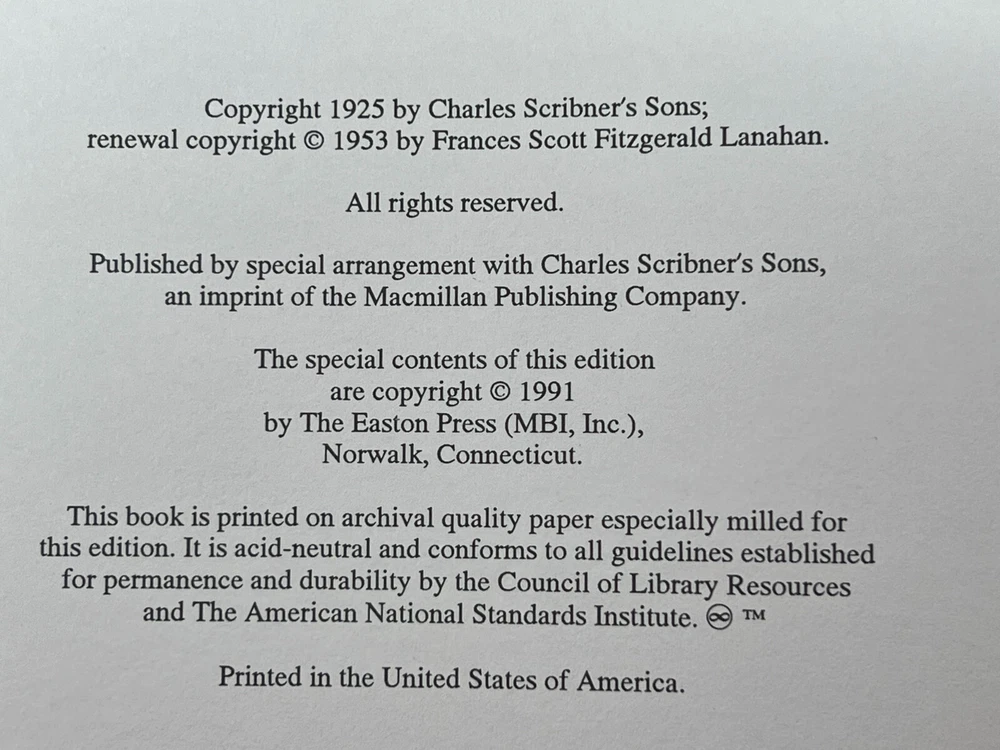 Copyright 1925 by Charles Scribner's Sons;
renewal copyright © 1953 by Frances Scott Fitzgerald Lanahan.
All rights reserved.
Published by special arrangement with Charles Scribner's Sons,
an imprint of the Macmillan Publishing Company.
The special contents of this edition
are copyright © 1991
by The Easton Press (MBI, Inc.),
Norwalk, Connecticut.
This book is printed on archival quality paper especially milled for
this edition. It is acid-neutral and conforms to all guidelines established
for permanence and durability by the Council of Library Resources
and The American National Standards Institute. ♾ ™
Printed in the United States of America.